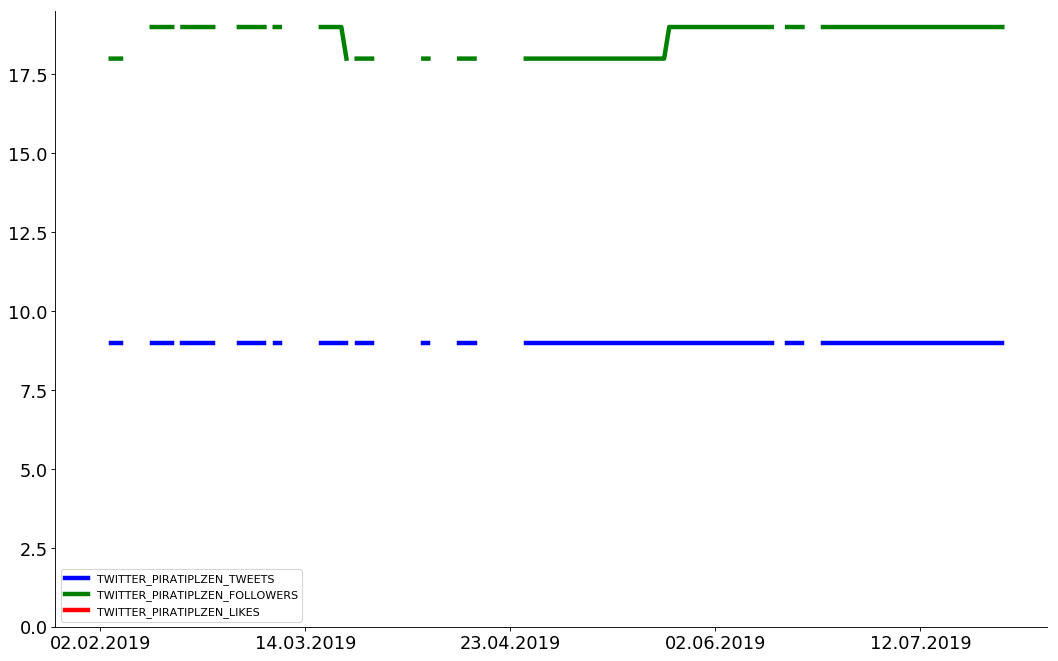 17.5
15.0
12.5
10.0
7.5
5.0
2.5
0.0
TWITTER_PIRATIPLZEN_TWEETS
TWITTER_PIRATIPLZEN_FOLLOWERS
TWITTER_PIRATIPLZEN_LIKES
02.02.2019 14.03.2019 23.04.2019 02.06.2019 12.07.2019